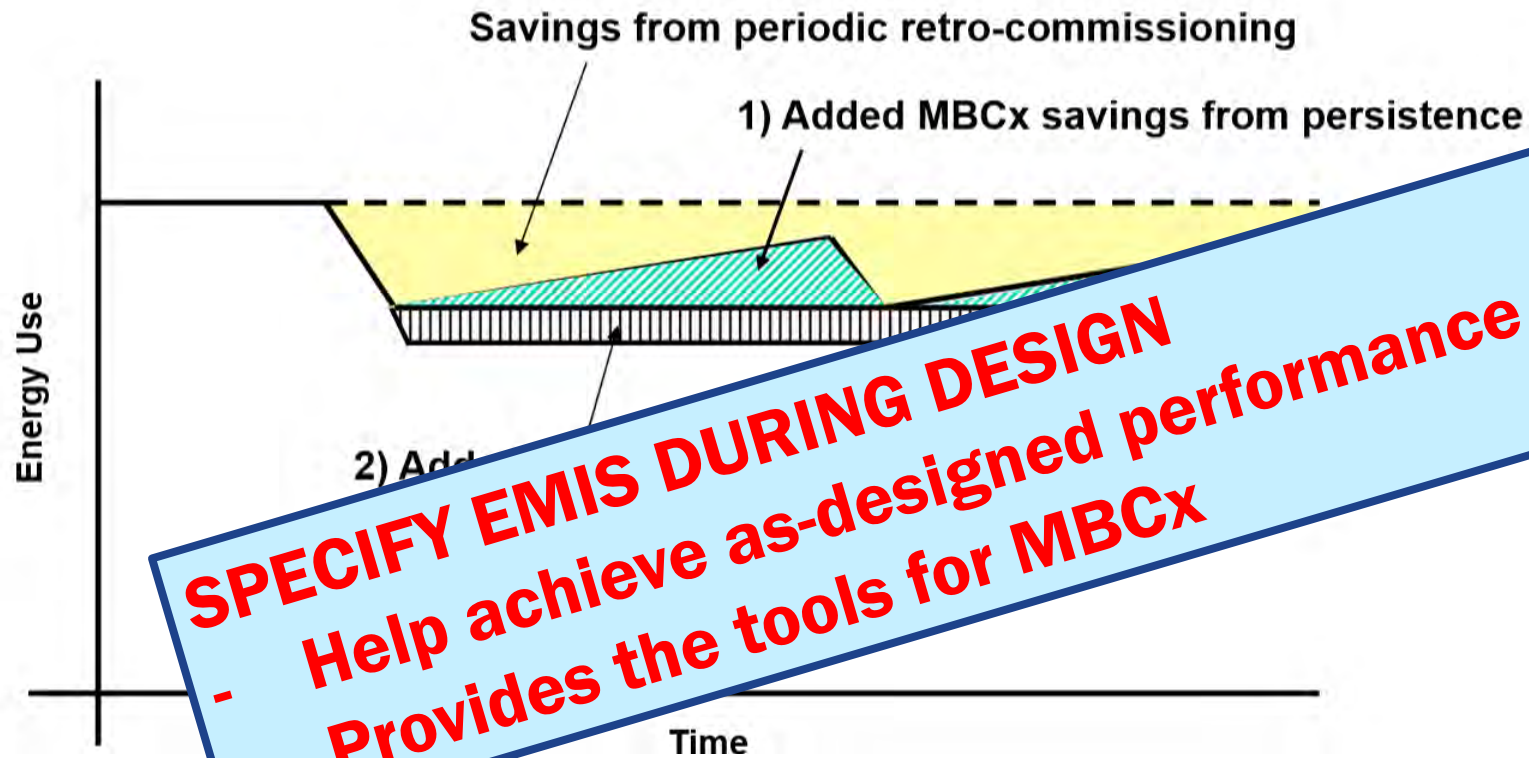 Savings from periodic retro-commissioning
1) Added MBCx savings from persistence
Energy Use
2) Add
SPECIFY EMIS DURING DESIGN
- Help achieve as-designed performance
Provides the tools for MBCx
Time